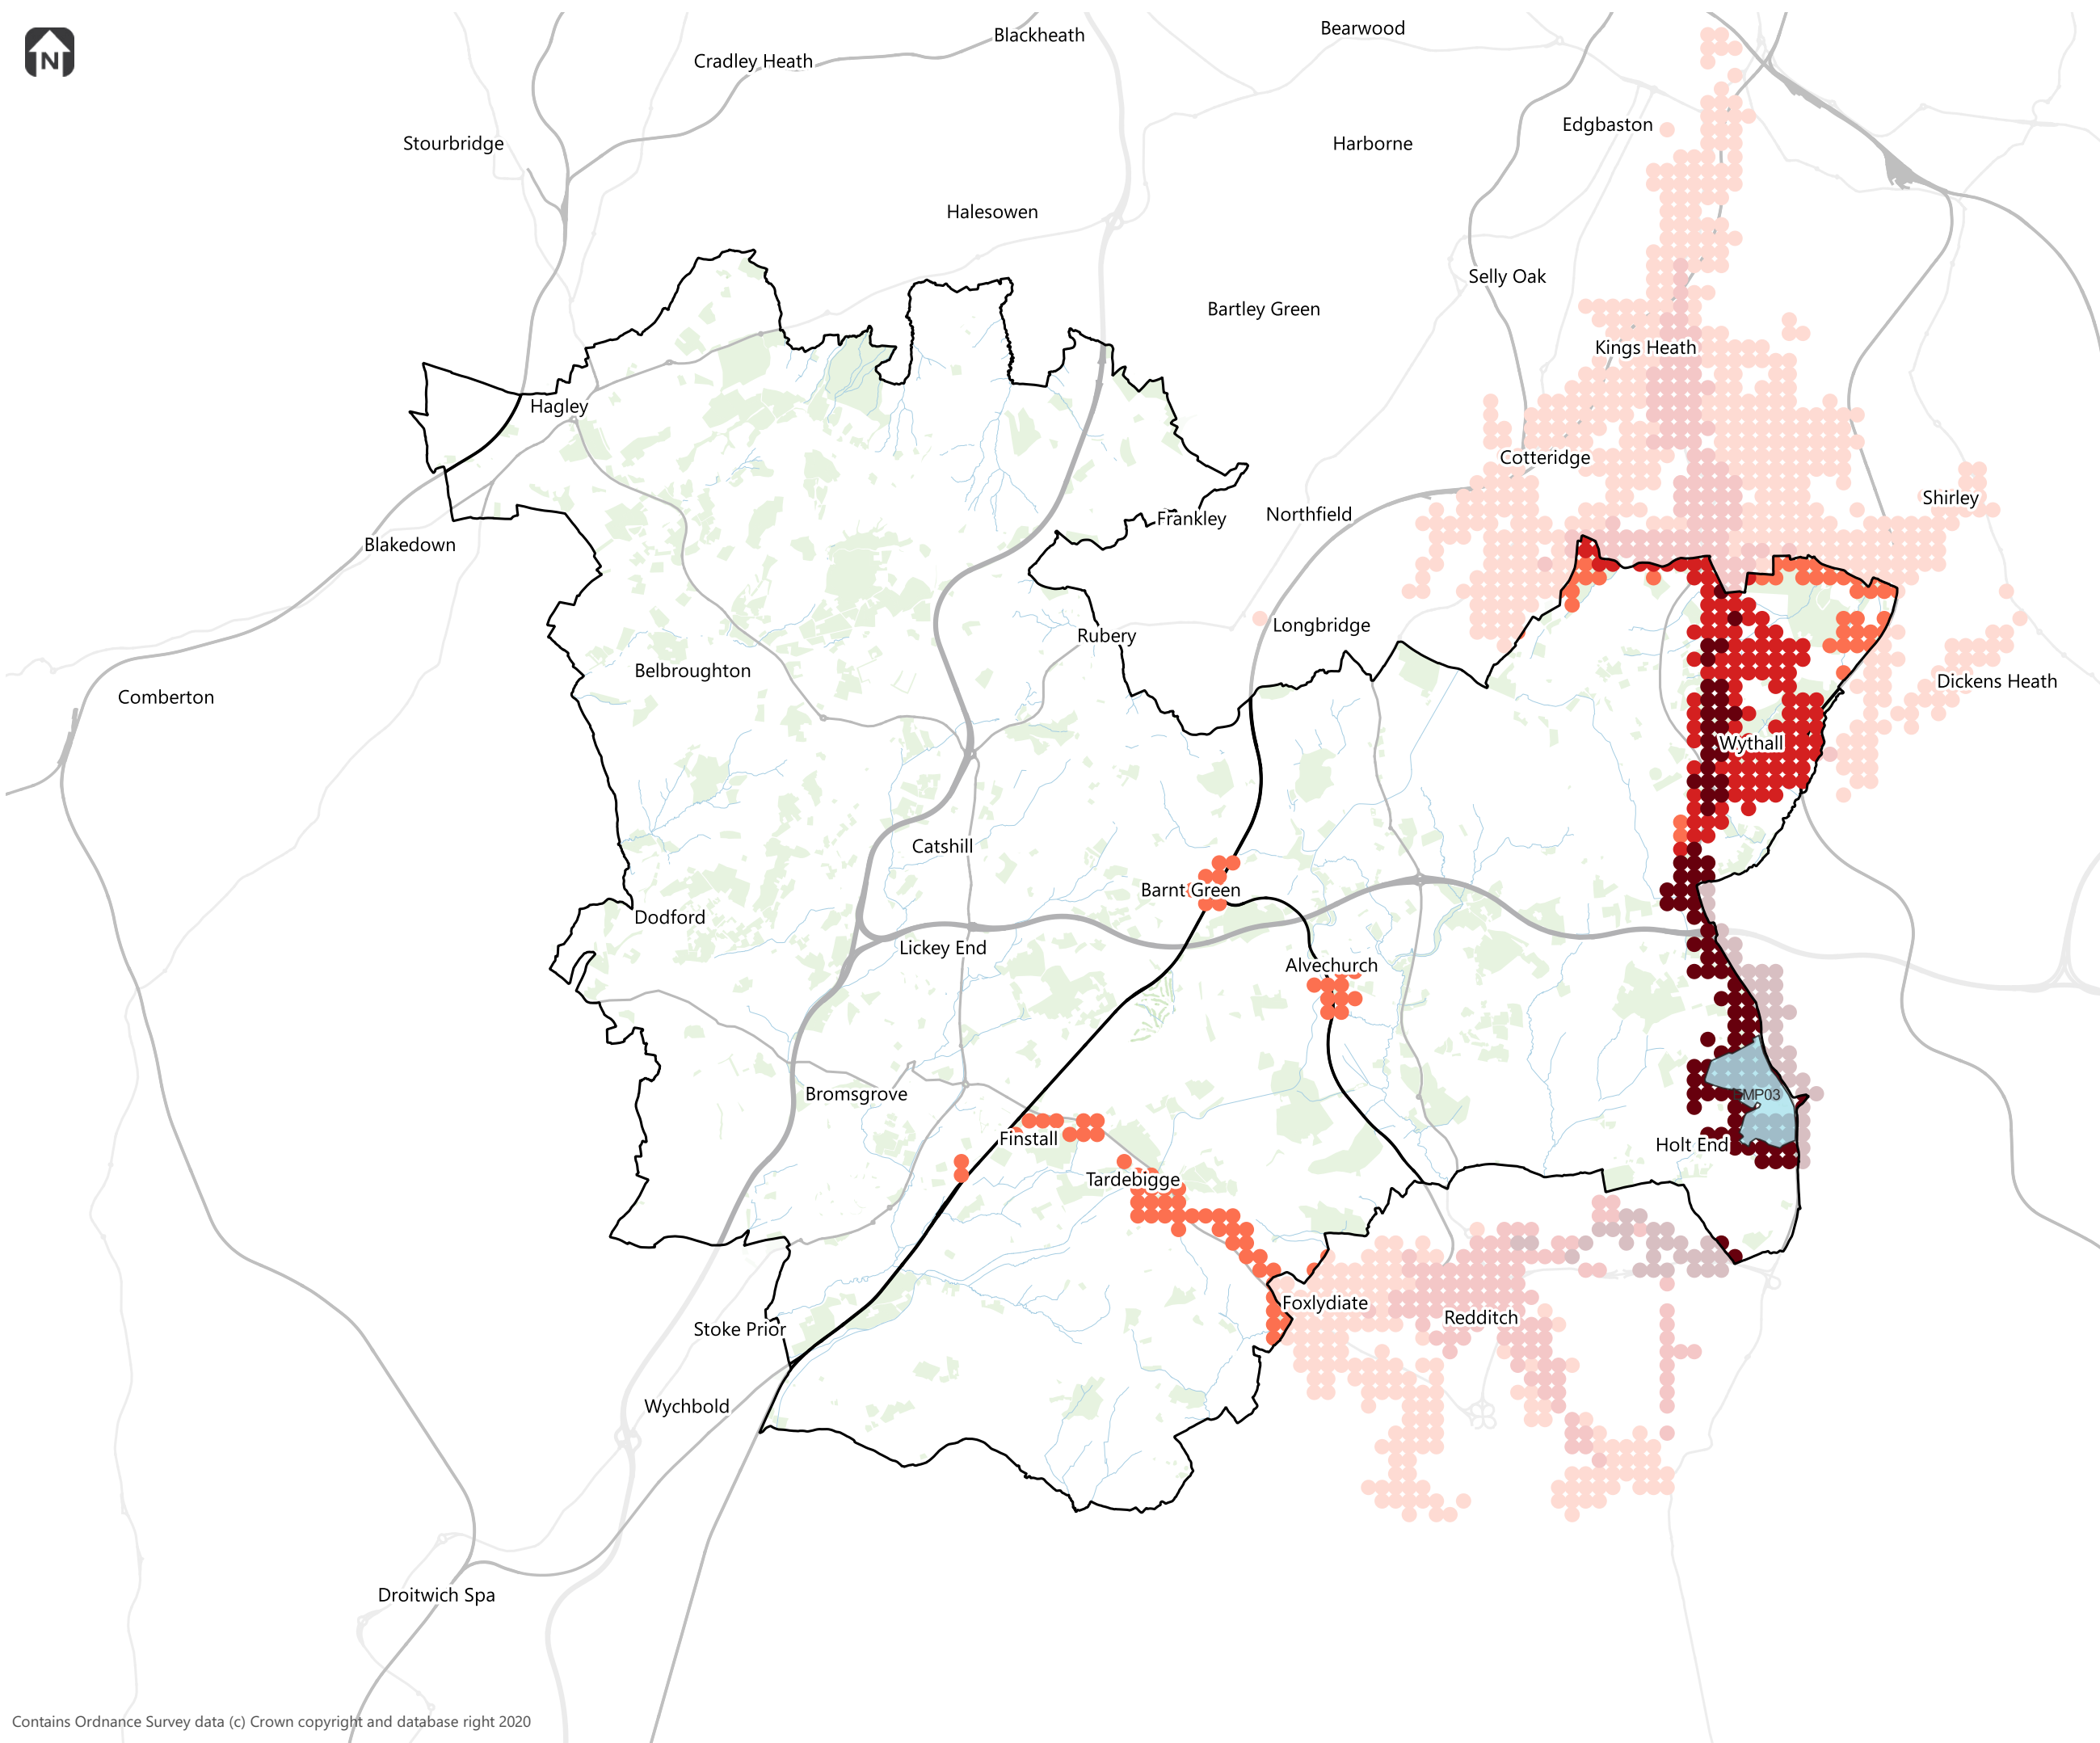 Bearwood
Blackheath
Cradley Heath
Edgbaston
Stourbridge
Harborne
Halesowen
Selly Oak
Bartley Green
Kings Heath
Hagley
Cotteridge
Shirley
Northfield
Frankley
Blakedown
Longbridge
Rubery
Belbroughton
Dickens Heath
Comberton
Wythall
Catshill
Barnt Green
Dodford
Lickey End
Alvechurch
Bromsgrove
EMP03
Finstall
Holt End
Tardebigge
Foxlydiate
Redditch
Stoke Prior
Wychbold
Droitwich Spa
Contains Ordnance Survey data (c) Crown copyright and database right 2020
N